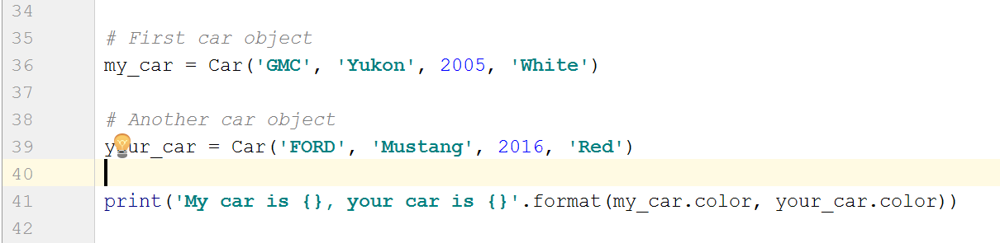 34
35 # First car object
36 my_car = Car('GMC', 'Yukon', 2005, 'White')
37
38 # Another car object
39 your_car = Car('FORD', 'Mustang', 2016, 'Red')
40
41 print('My car is {}, your car is {}'.format(my_car.color, your_car.color))
42